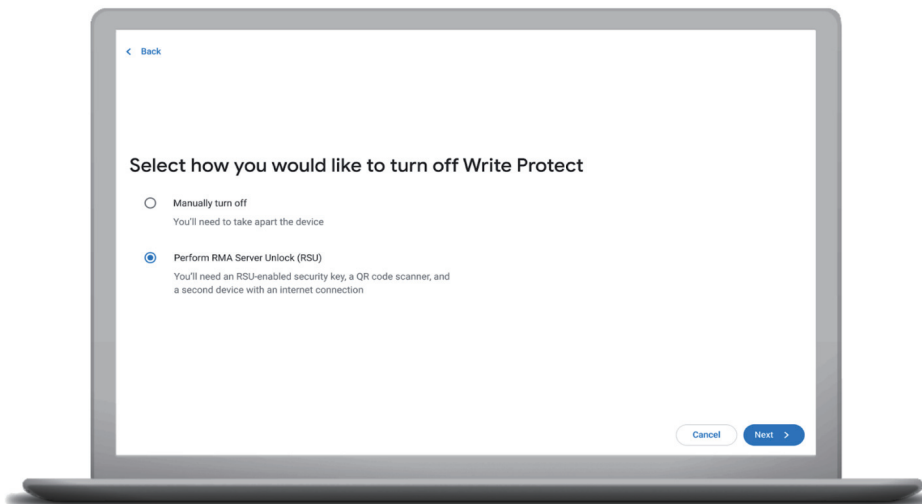 Back
Select how you would like to turn off Write Protect
Manually turn off
You'll need to take apart the device
Perform RMA Server Unlock (RSU)
You'll need an RSU-enabled security key, a QR code scanner, and
a second device with an internet connection
Cancel
Next